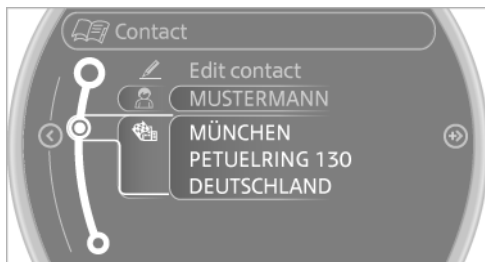 Contact
Edit contact
MUSTERMANN
MÜNCHEN
PETUELRING 130
DEUTSCHLAND